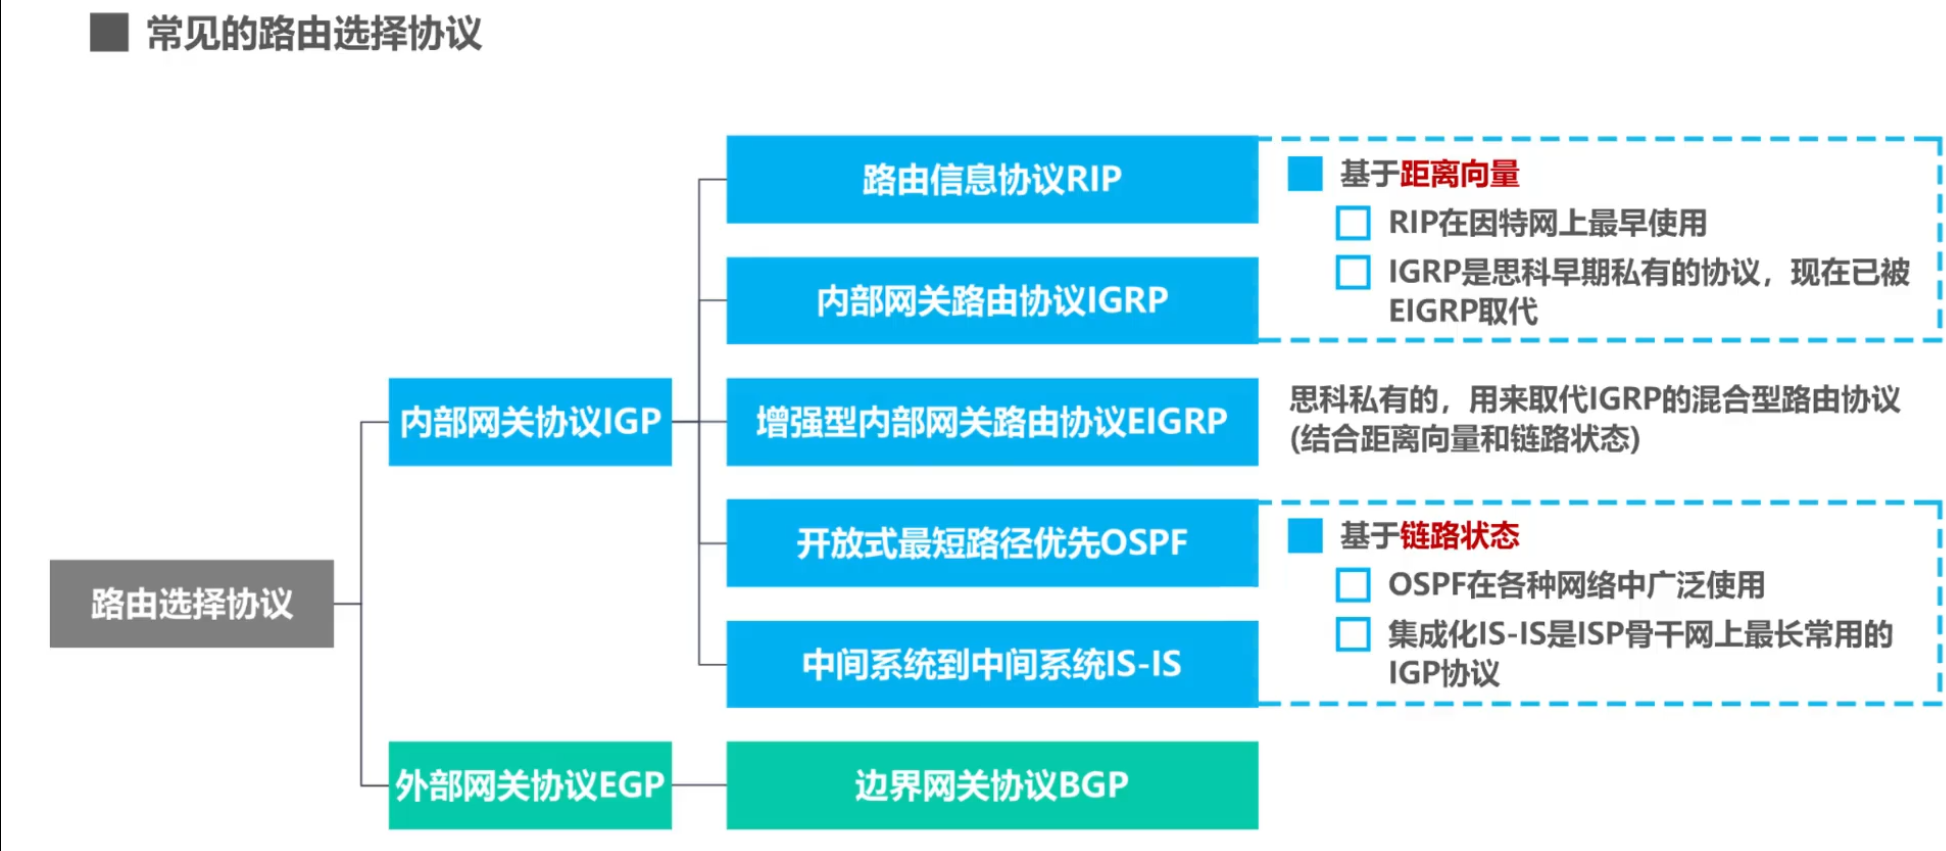 常见的路由选择协议
路由信息协议RIP
基于距离向量
RIP在因特网上最早使用
IGRP是思科早期私有的协议，现在已被
EIGRP取代
内部网关路由协议IGRP
内部网关协议IGP
增强型内部网关路由协议EIGRP
思科私有的，用来取代IGRP的混合型路由协议
(结合距离向量和链路状态)
开放式最短路径优先OSPF
基于链路状态
OSPF在各种网络中广泛使用
集成化IS-IS是ISP骨干网上最长常用的
IGP协议
路由选择协议
中间系统到中间系统IS-IS
外部网关协议EGP
边界网关协议BGP